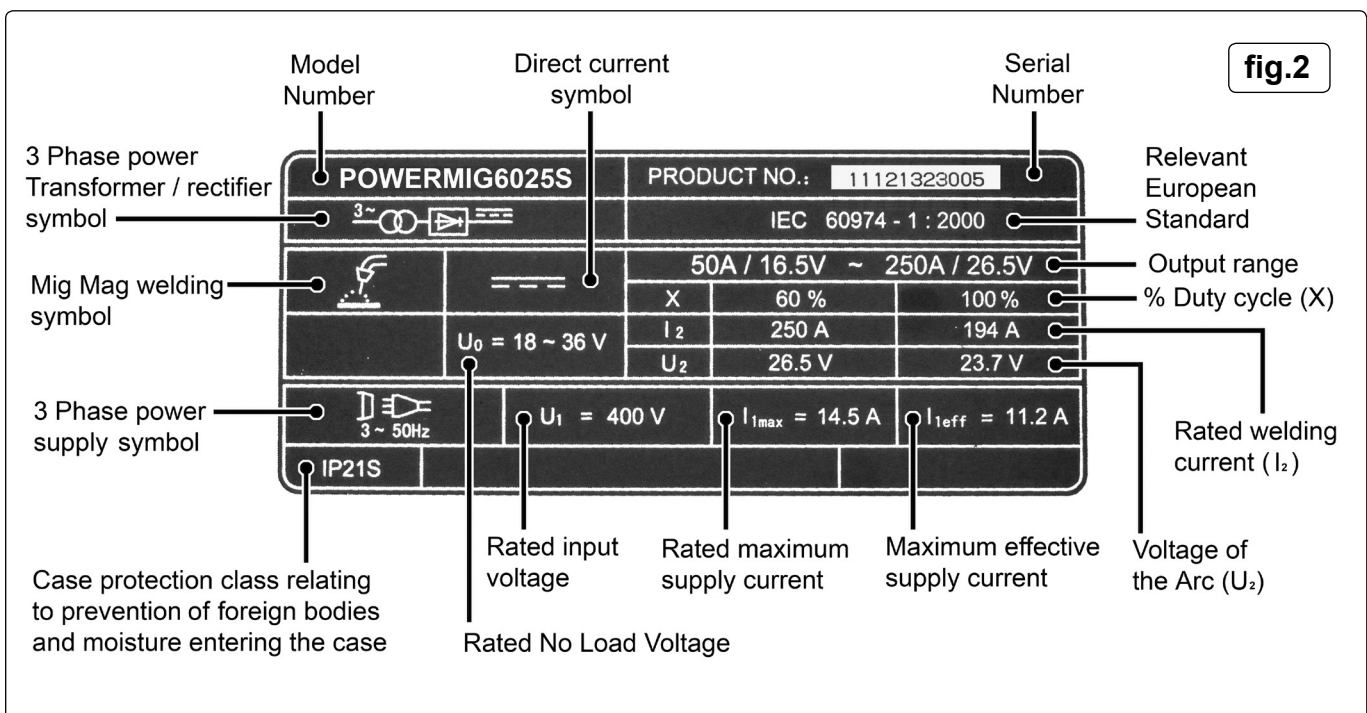 fig.2
Model
Number
Direct current
symbol
Serial
Number
3 Phase power
Transformer / rectifier
symbol
Relevant
European
Standard
POWERMIG6025S
PRODUCT NO.: 11121323005
3~
IEC 60974 - 1 : 2000
Mig Mag welding
symbol
50A / 16.5V ~ 250A / 26.5V
Output range
X 60 % 100 %
% Duty cycle (X)
U₀ = 18 ~ 36 V
I 2 250 A 194 A
U 2 26.5 V 23.7 V
3 Phase power
supply symbol
3 ~ 50Hz
U₁ = 400 V
I₁max = 14.5 A
I₁eff = 11.2 A
Rated welding
current (I₂)
IP21S
Case protection class relating
to prevention of foreign bodies
and moisture entering the case
Rated input
voltage
Rated maximum
supply current
Maximum effective
supply current
Voltage of
the Arc (U₂)
Rated No Load Voltage